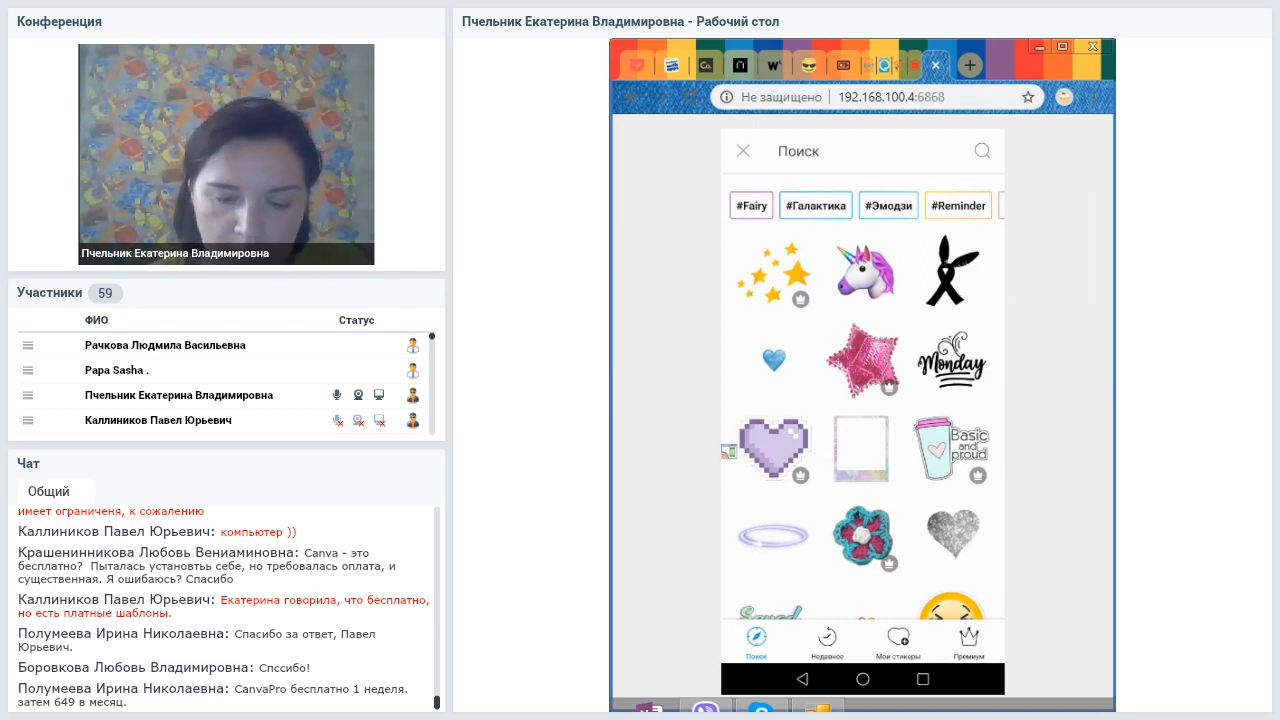 Конференция
Пчельник Екатерина Владимировна
Участники 59
ФИО Статус
Рачкова Людмила Васильевна
Papa Sasha .
Пчельник Екатерина Владимировна
Каллиников Павел Юрьевич
Чат
Общий
имеет ограниченя, к сожалению
Каллиников Павел Юрьевич: компьютер ))
Крашенинникова Любовь Вениаминовна: Canva - это
бесплатно? Пыталась установтьь себе, но требовалась оплата, и
существенная. Я ошибаюсь? Спасибо
Каллиников Павел Юрьевич: Екатерина говорила, что бесплатно,
но есть платные шаблоны.
Полумеева Ирина Николаевна: Спасибо за ответ, Павел
Юрьевич.
Боронкова Любовь Владимировна: СПссибо!
Полумеева Ирина Николаевна: CanvaPro бесплатно 1 неделя.
затем 649 в месяц.
Пчельник Екатерина Владимировна - Рабочий стол
Co.
W
Не защищено 192.168.100.4:6868
Поиск
#Fairy #Галактика #Эмодзи #Reminder
Monday
Basic
and
proud
Поиск Недавнее Мои стикеры Премиум